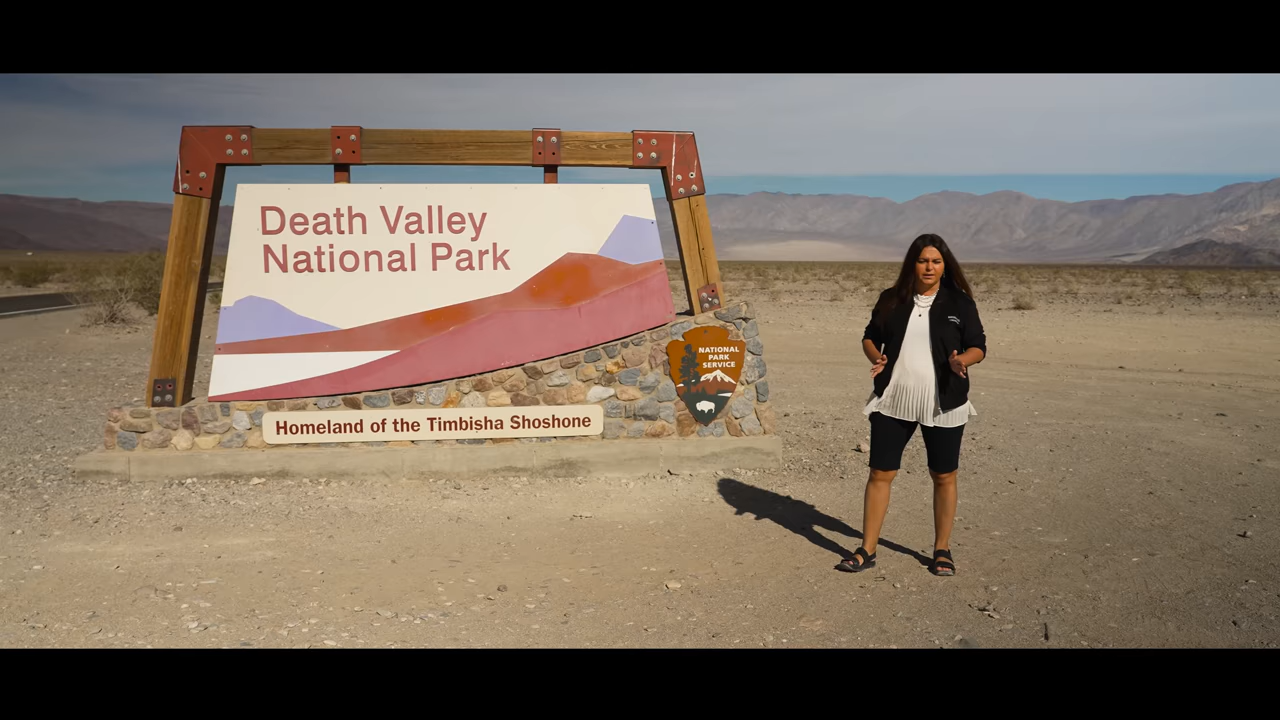 Death Valley
National Park
NATIONAL
PARK
SERVICE
Homeland of the Timbisha Shoshone